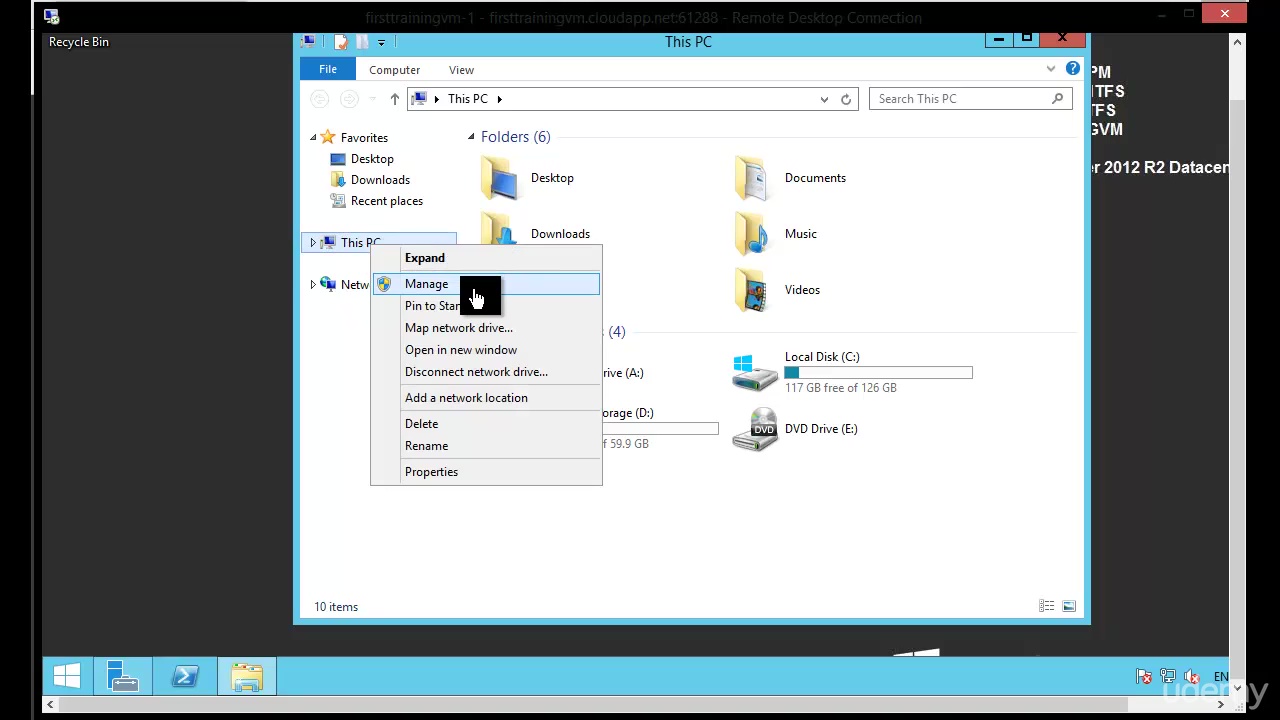 firsttrainingvm-1 - firsttrainingvm.cloudapp.net:61288 - Remote Desktop Connection
Recycle Bin
This PC
File
Computer
View
This PC
Search This PC
Favorites
Desktop
Downloads
Recent places
This PC
Netw
Folders (6)
Desktop
Documents
Downloads
Music
Videos
Expand
Manage
Pin to Star
Map network drive...
Open in new window
Disconnect network drive...
Add a network location
Delete
Rename
Properties
(4)
rive (A:)
Local Disk (C:)
117 GB free of 126 GB
orage (D:)
f 59.9 GB
DVD
DVD Drive (E:)
10 items
PM
NTFS
TFS
GVM
r 2012 R2 Datacen
EN
udemy